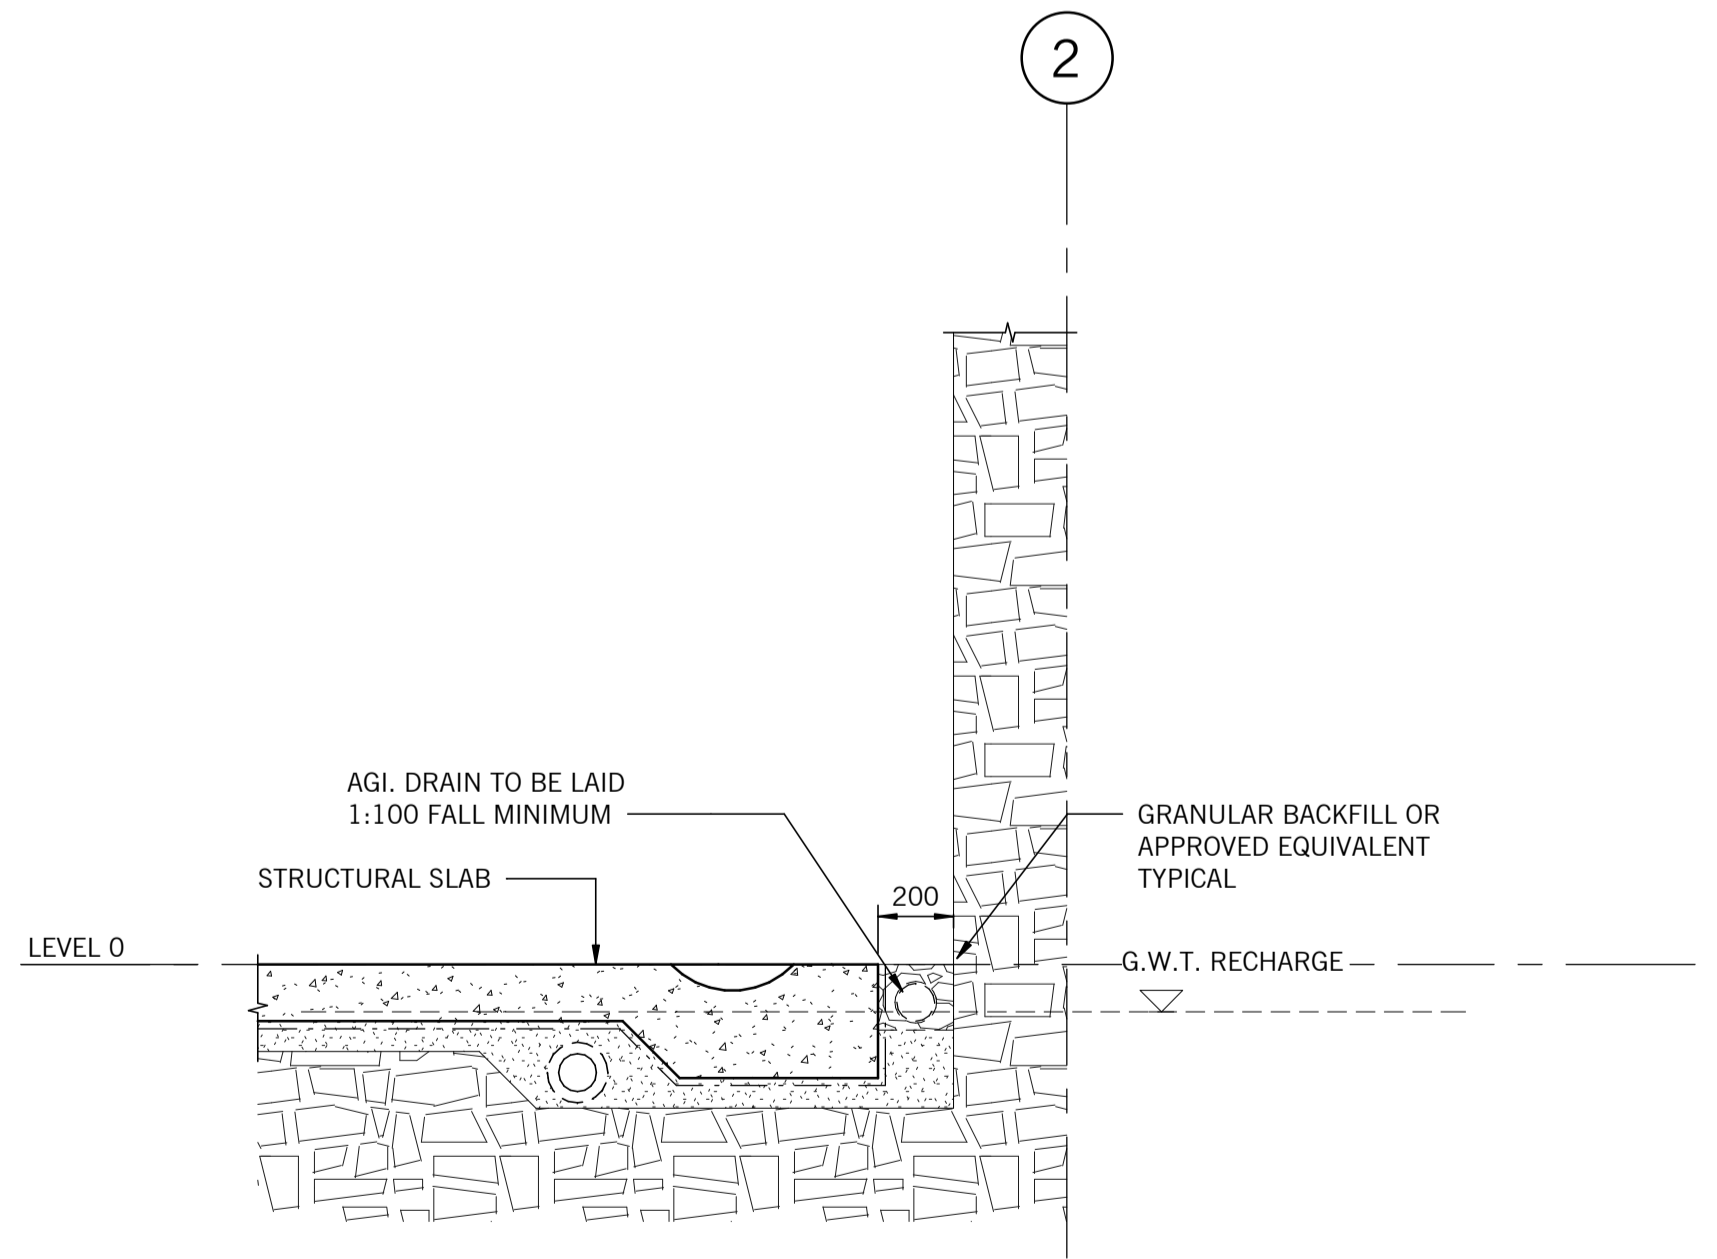 2
AGI. DRAIN TO BE LAID
1:100 FALL MINIMUM
GRANULAR BACKFILL OR
APPROVED EQUIVALENT
TYPICAL
STRUCTURAL SLAB
200
LEVEL 0
G.W.T. RECHARGE